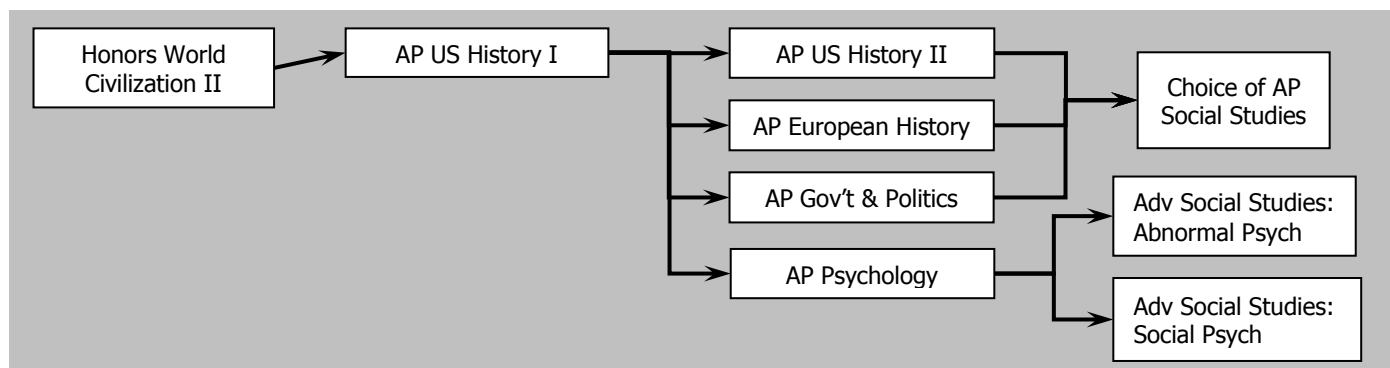 Honors World
Civilization II
AP US History I
AP US History II
AP European History
AP Gov’t & Politics
AP Psychology
Choice of AP
Social Studies
Adv Social Studies:
Abnormal Psych
Adv Social Studies:
Social Psych